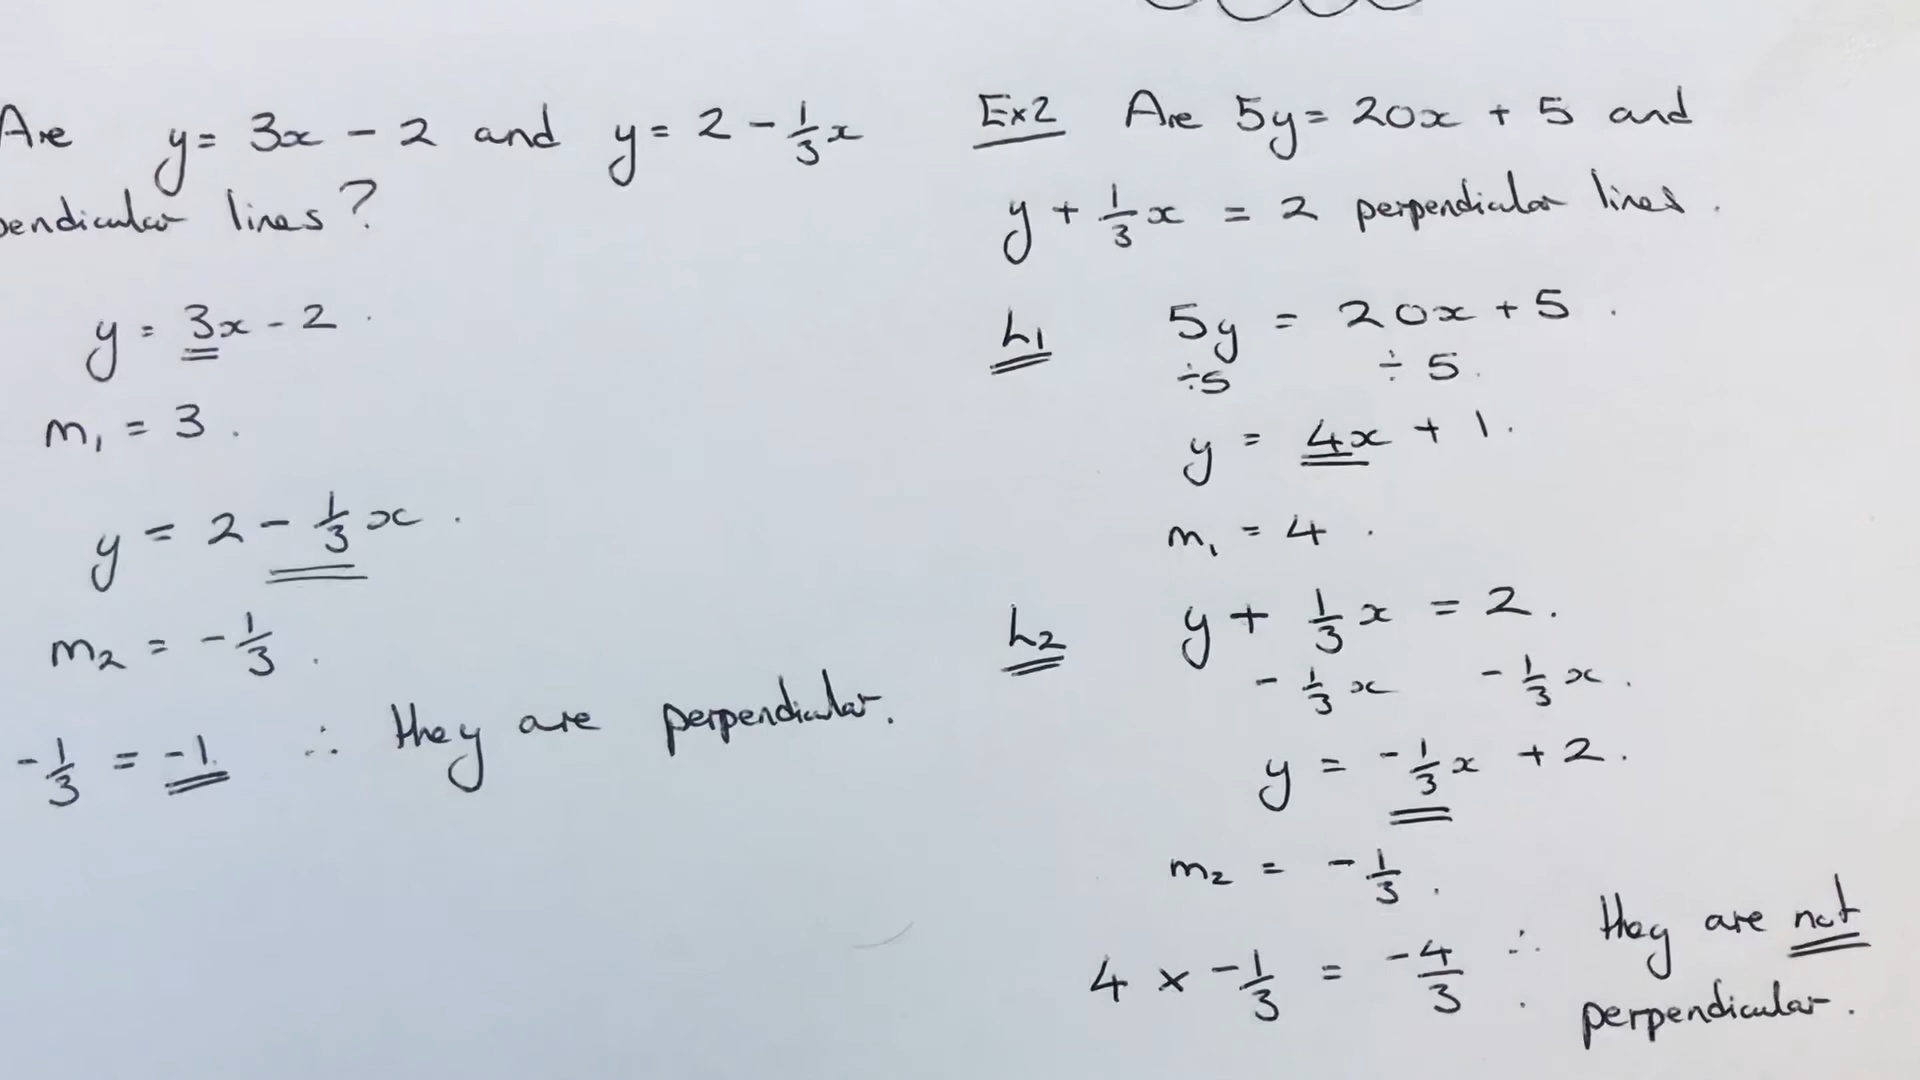 Are y = 3x - 2 and y = 2 - 1/3 x
pendicular lines?
y = 3x - 2.
m₁ = 3.
y = 2 - 1/3 x.
m₂ = -1/3.
-1/3 = -1. ∴ they are perpendicular.
Ex2 Are 5y = 20x + 5 and
y + 1/3 x = 2 perpendicular lines.
L₁ 5y = 20x + 5.
÷5 ÷5.
y = 4x + 1.
m₁ = 4.
L₂ y + 1/3 x = 2.
- 1/3 x - 1/3 x.
y = -1/3 x + 2.
m₂ = -1/3.
4 × -1/3 = -4/3. ∴ they are not
perpendicular.